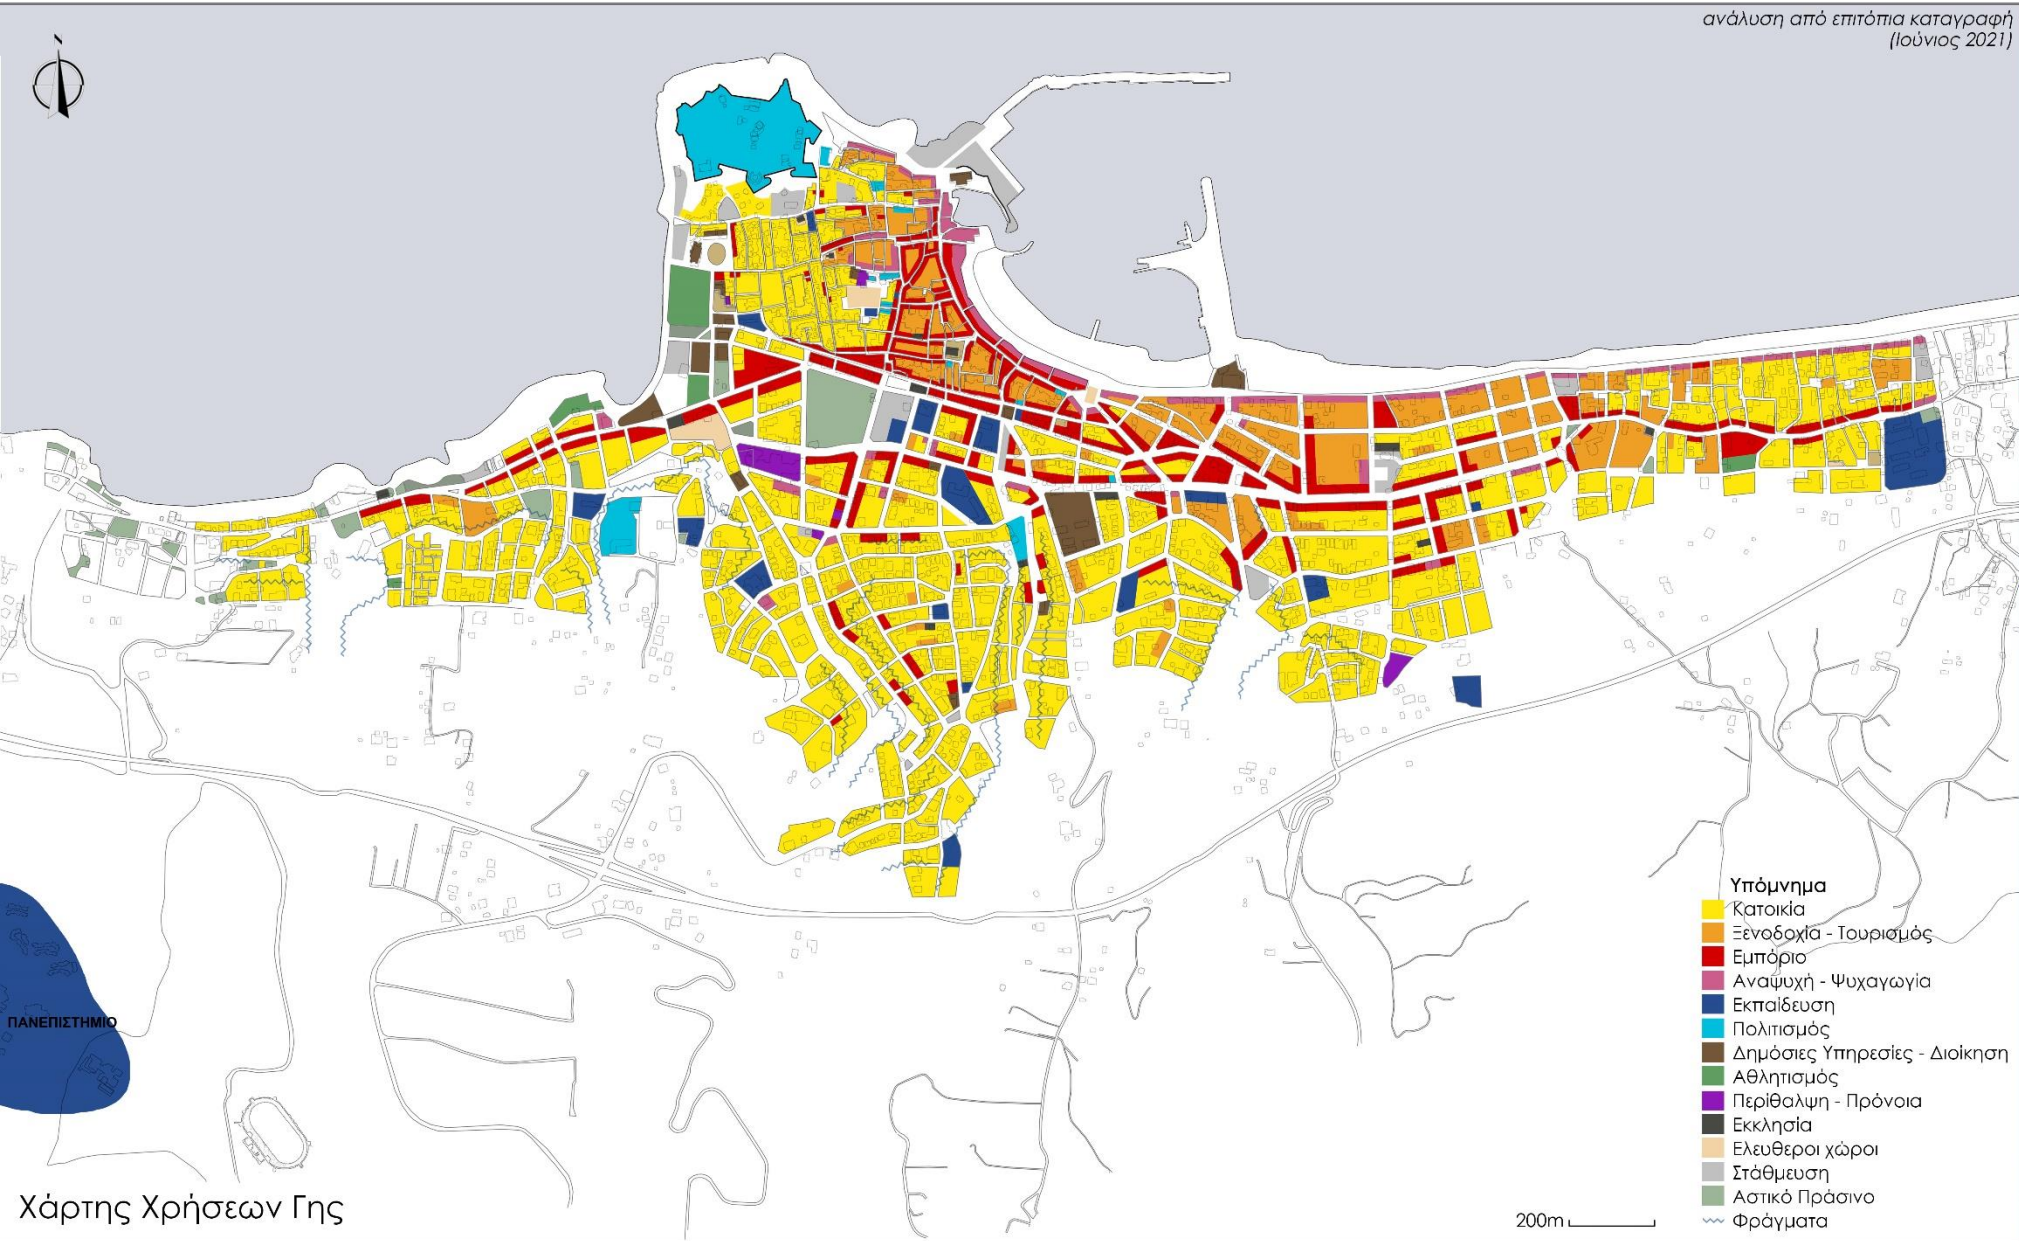 ανάλυση από επιτόπια καταγραφή
(Ιούνιος 2021)
N
ΠΑΝΕΠΙΣΤΗΜΙΟ
Υπόμνημα
Κατοικία
Ξενοδοχία - Τουρισμός
Εμπόριο
Αναψυχή - Ψυχαγωγία
Εκπαίδευση
Πολιτισμός
Δημόσιες Υπηρεσίες - Διοίκηση
Αθλητισμός
Περίθαλψη - Πρόνοια
Εκκλησία
Ελευθεροι χώροι
Στάθμευση
Αστικό Πράσινο
Φράγματα
Χάρτης Χρήσεων Γης
200m